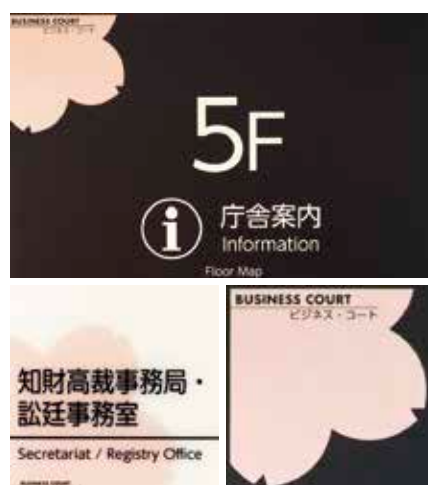 BUSINESS COURT
ビジネス・コート
5F
庁舎案内
Information
Floor Map
知財高裁事務局・
訟廷事務室
Secretariat / Registry Office
BUSINESS COURT
ビジネス・コート